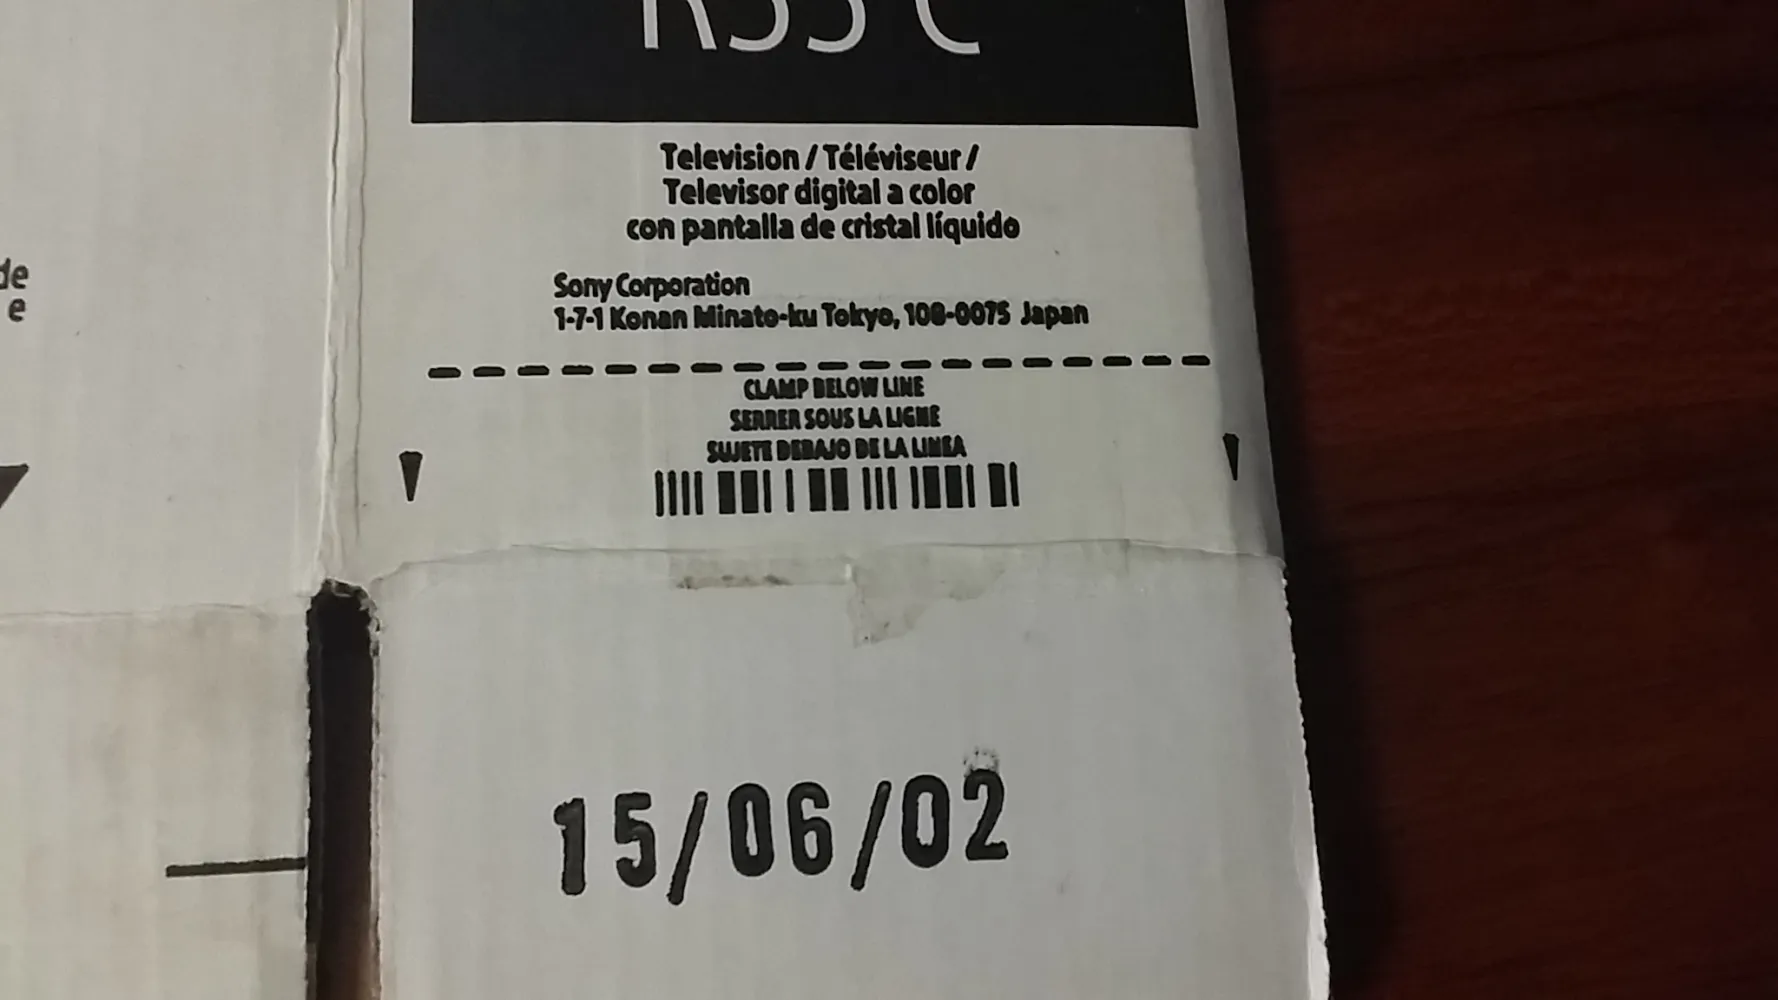 Television / Téléviseur /
Televisor digital a color
con pantalla de cristal líquido
Sony Corporation
1-7-1 Konan Minato-ku Tokyo, 108-0075 Japan
de
e
CLAMP BELOW LINE
SERRER SOUS LA LIGNE
SUJETE DEBAJO DE LA LINEA
15/06/02